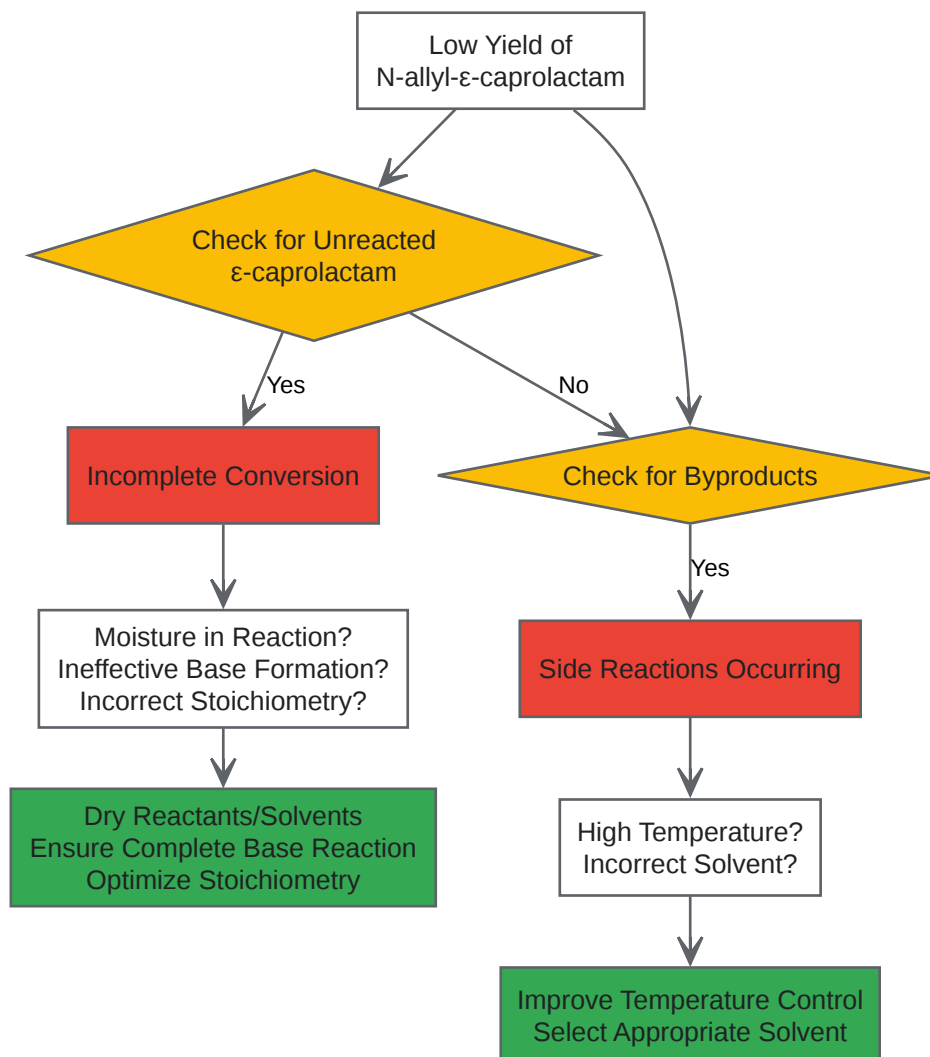 Low Yield of
N-allyl-ε-caprolactam
Check for Unreacted
ε-caprolactam
Yes
No
Incomplete Conversion
Check for Byproducts
Yes
Moisture in Reaction?
Ineffective Base Formation?
Incorrect Stoichiometry?
Side Reactions Occurring
Dry Reactants/Solvents
Ensure Complete Base Reaction
Optimize Stoichiometry
High Temperature?
Incorrect Solvent?
Improve Temperature Control
Select Appropriate Solvent